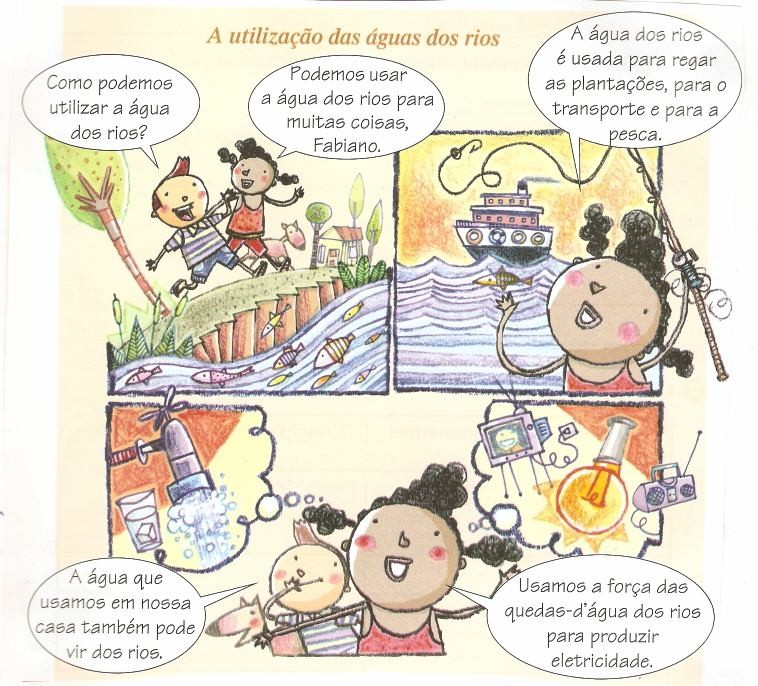 A utilização das águas dos rios
Como podemos
utilizar a água
dos rios?
Podemos usar
a água dos rios para
muitas coisas,
Fabiano.
A água dos rios
é usada para regar
as plantações, para o
transporte e para a
pesca.
A água que
usamos em nossa
casa também pode
vir dos rios.
Usamos a força das
quedas-d'água dos rios
para produzir
eletricidade.